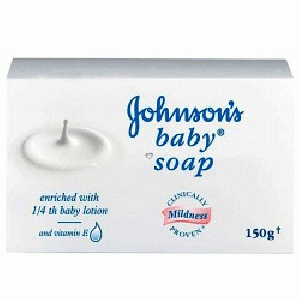 Johnson's
baby®
soap
enriched with
1/4 th baby lotion
and vitamin E
CLINICALLY
Mildness
PROVEN*
150g†